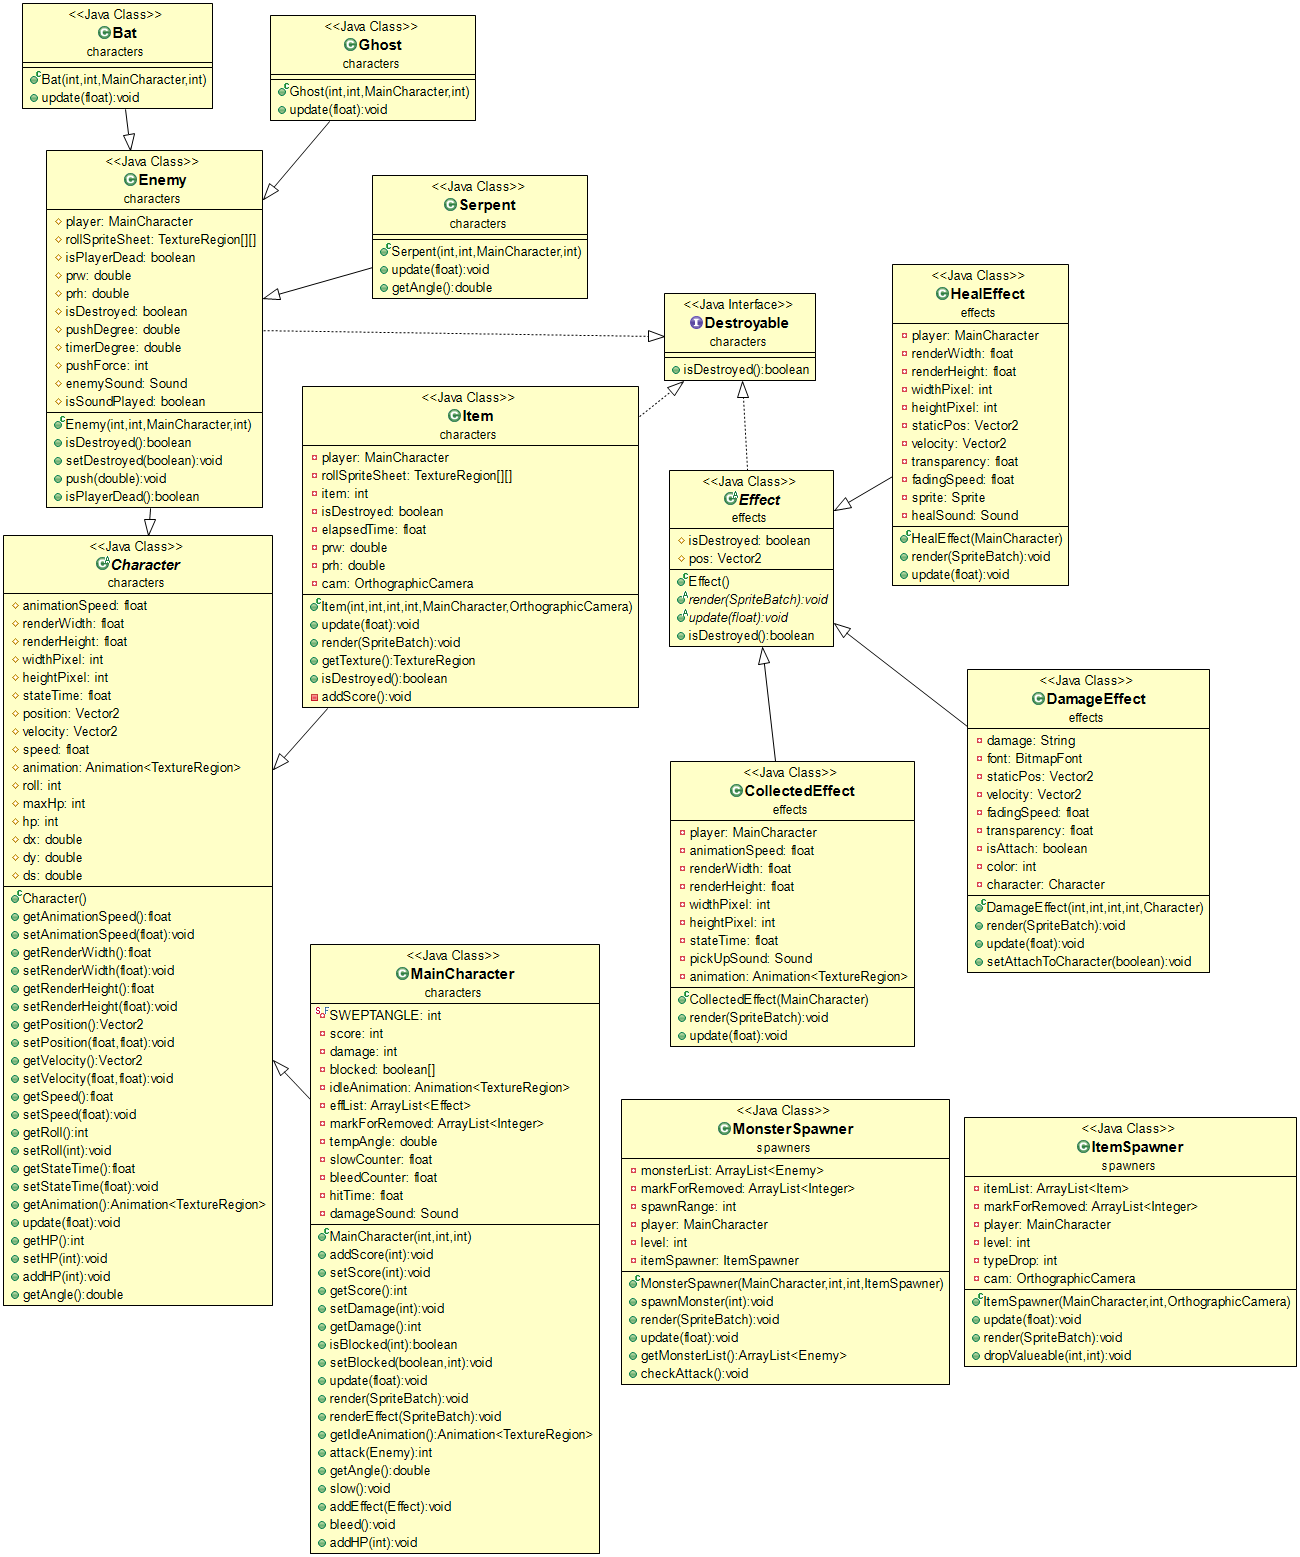 <<Java Class>>
Bat
characters
Bat(int,int,MainCharacter,int)
update(float):void
<<Java Class>>
Ghost
characters
Ghost(int,int,MainCharacter,int)
update(float):void
<<Java Class>>
Enemy
characters
player: MainCharacter
rollSpriteSheet: TextureRegion[][]
isPlayerDead: boolean
prw: double
prh: double
isDestroyed: boolean
pushDegree: double
timerDegree: double
pushForce: int
enemySound: Sound
isSoundPlayed: boolean
Enemy(int,int,MainCharacter,int)
isDestroyed():boolean
setDestroyed(boolean):void
push(double):void
isPlayerDead():boolean
<<Java Class>>
Serpent
characters
Serpent(int,int,MainCharacter,int)
update(float):void
getAngle():double
<<Java Interface>>
Destroyable
characters
isDestroyed():boolean
<<Java Class>>
HealEffect
effects
player: MainCharacter
renderWidth: float
renderHeight: float
widthPixel: int
heightPixel: int
staticPos: Vector2
velocity: Vector2
transparency: float
fadingSpeed: float
sprite: Sprite
healSound: Sound
HealEffect(MainCharacter)
render(SpriteBatch):void
update(float):void
<<Java Class>>
Item
characters
player: MainCharacter
rollSpriteSheet: TextureRegion[][]
item: int
isDestroyed: boolean
elapsedTime: float
prw: double
prh: double
cam: OrthographicCamera
Item(int,int,int,int,MainCharacter,OrthographicCamera)
update(float):void
render(SpriteBatch):void
getTexture():TextureRegion
isDestroyed():boolean
addScore():void
<<Java Class>>
Effect
effects
isDestroyed: boolean
pos: Vector2
Effect()
render(SpriteBatch):void
update(float):void
isDestroyed():boolean
<<Java Class>>
Character
characters
animationSpeed: float
renderWidth: float
renderHeight: float
widthPixel: int
heightPixel: int
stateTime: float
position: Vector2
velocity: Vector2
speed: float
animation: Animation<TextureRegion>
roll: int
maxHp: int
hp: int
dx: double
dy: double
ds: double
Character()
getAnimationSpeed():float
setAnimationSpeed(float):void
getRenderWidth():float
setRenderWidth(float):void
getRenderHeight():float
setRenderHeight(float):void
getPosition():Vector2
setPosition(float,float):void
getVelocity():Vector2
setVelocity(float,float):void
getSpeed():float
setSpeed(float):void
getRoll():int
setRoll(int):void
getStateTime():float
setStateTime(float):void
getAnimation():Animation<TextureRegion>
update(float):void
getHP():int
setHP(int):void
addHP(int):void
getAngle():double
<<Java Class>>
DamageEffect
effects
damage: String
font: BitmapFont
staticPos: Vector2
velocity: Vector2
fadingSpeed: float
transparency: float
isAttach: boolean
color: int
character: Character
DamageEffect(int,int,int,int,Character)
render(SpriteBatch):void
update(float):void
setAttachToCharacter(boolean):void
<<Java Class>>
CollectedEffect
effects
player: MainCharacter
animationSpeed: float
renderWidth: float
renderHeight: float
widthPixel: int
heightPixel: int
stateTime: float
pickUpSound: Sound
animation: Animation<TextureRegion>
CollectedEffect(MainCharacter)
render(SpriteBatch):void
update(float):void
<<Java Class>>
MainCharacter
characters
SWEPTANGLE: int
score: int
damage: int
blocked: boolean[]
idleAnimation: Animation<TextureRegion>
effList: ArrayList<Effect>
markForRemoved: ArrayList<Integer>
tempAngle: double
slowCounter: float
bleedCounter: float
hitTime: float
damageSound: Sound
MainCharacter(int,int,int)
addScore(int):void
setScore(int):void
getScore():int
setDamage(int):void
getDamage():int
isBlocked(int):boolean
setBlocked(boolean,int):void
update(float):void
render(SpriteBatch):void
renderEffect(SpriteBatch):void
getIdleAnimation():Animation<TextureRegion>
attack(Enemy):int
getAngle():double
slow():void
addEffect(Effect):void
bleed():void
addHP(int):void
<<Java Class>>
MonsterSpawner
spawners
monsterList: ArrayList<Enemy>
markForRemoved: ArrayList<Integer>
spawnRange: int
player: MainCharacter
level: int
itemSpawner: ItemSpawner
MonsterSpawner(MainCharacter,int,int,ItemSpawner)
spawnMonster(int):void
render(SpriteBatch):void
update(float):void
getMonsterList():ArrayList<Enemy>
checkAttack():void
<<Java Class>>
ItemSpawner
spawners
itemList: ArrayList<Item>
markForRemoved: ArrayList<Integer>
player: MainCharacter
level: int
typeDrop: int
cam: OrthographicCamera
ItemSpawner(MainCharacter,int,OrthographicCamera)
update(float):void
render(SpriteBatch):void
dropValueable(int,int):void